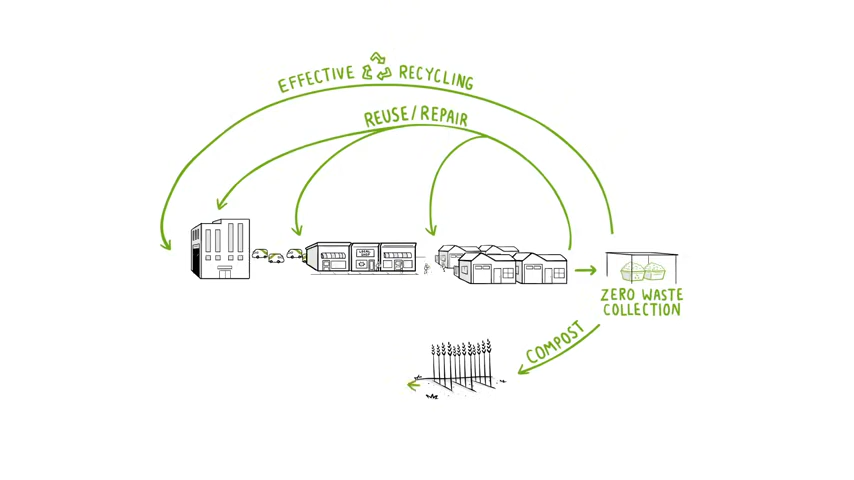 EFFECTIVE RECYCLING
REUSE/REPAIR
ZERO WASTE
COLLECTION
COMPOST